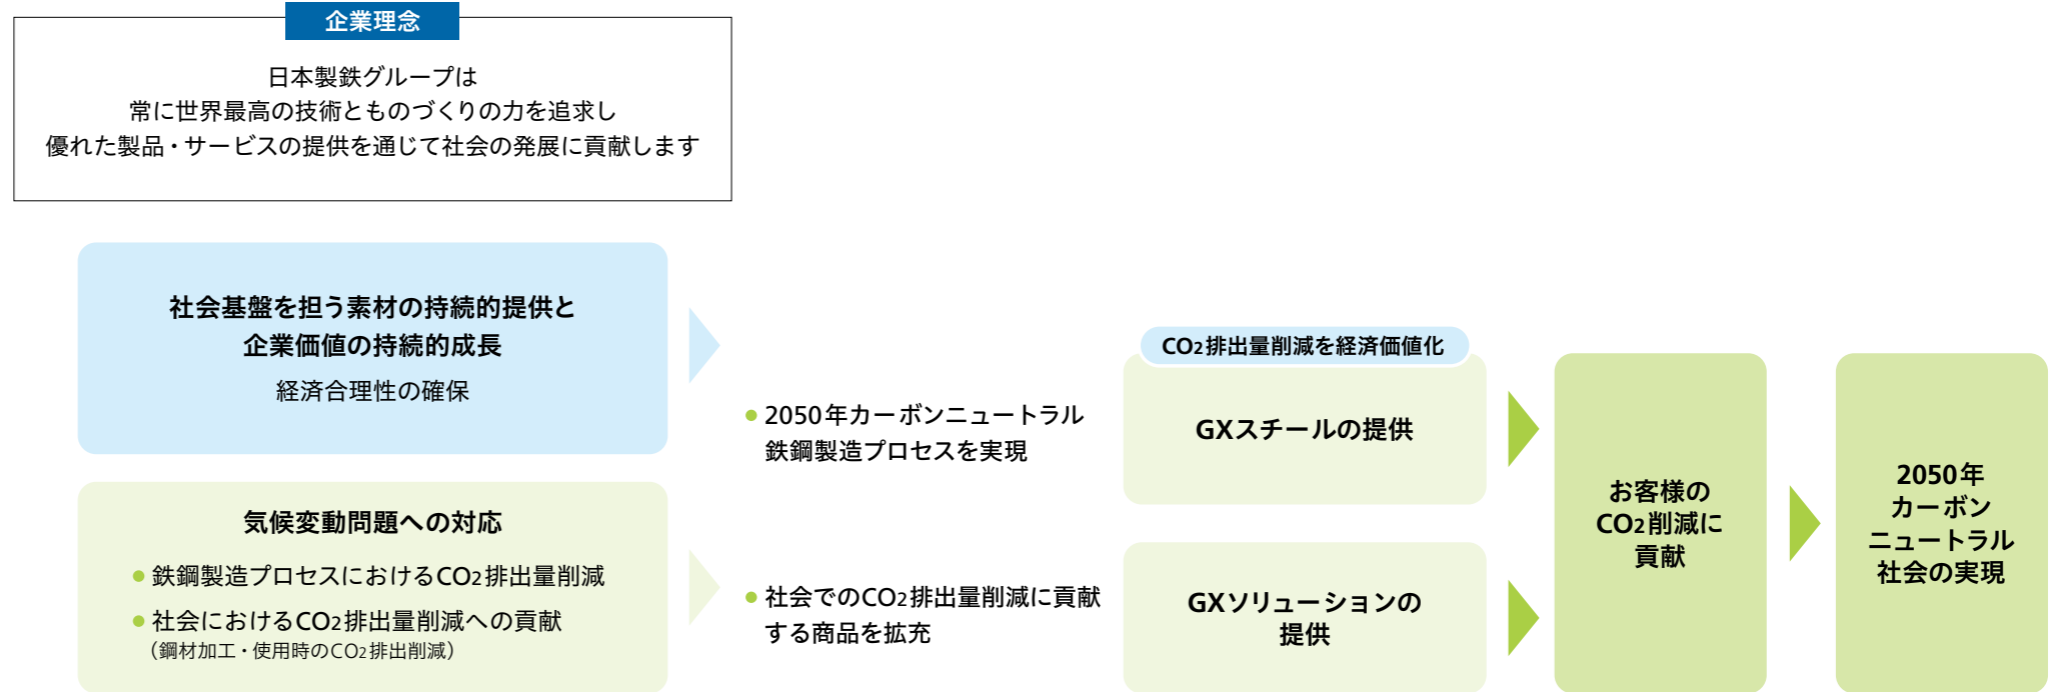 企業理念
日本製鉄グループは
常に世界最高の技術とものづくりの力を追求し
優れた製品・サービスの提供を通じて社会の発展に貢献します
社会基盤を担う素材の持続的提供と
企業価値の持続的成長
経済合理性の確保
気候変動問題への対応
● 鉄鋼製造プロセスにおけるCO2排出量削減
● 社会におけるCO2排出量削減への貢献
（鋼材加工・使用時のCO2排出削減）
● 2050年カーボンニュートラル
鉄鋼製造プロセスを実現
● 社会でのCO2排出量削減に貢献
する商品を拡充
CO2排出量削減を経済価値化
GXスチールの提供
GXソリューションの
提供
お客様の
CO2削減に
貢献
2050年
カーボン
ニュートラル
社会の実現